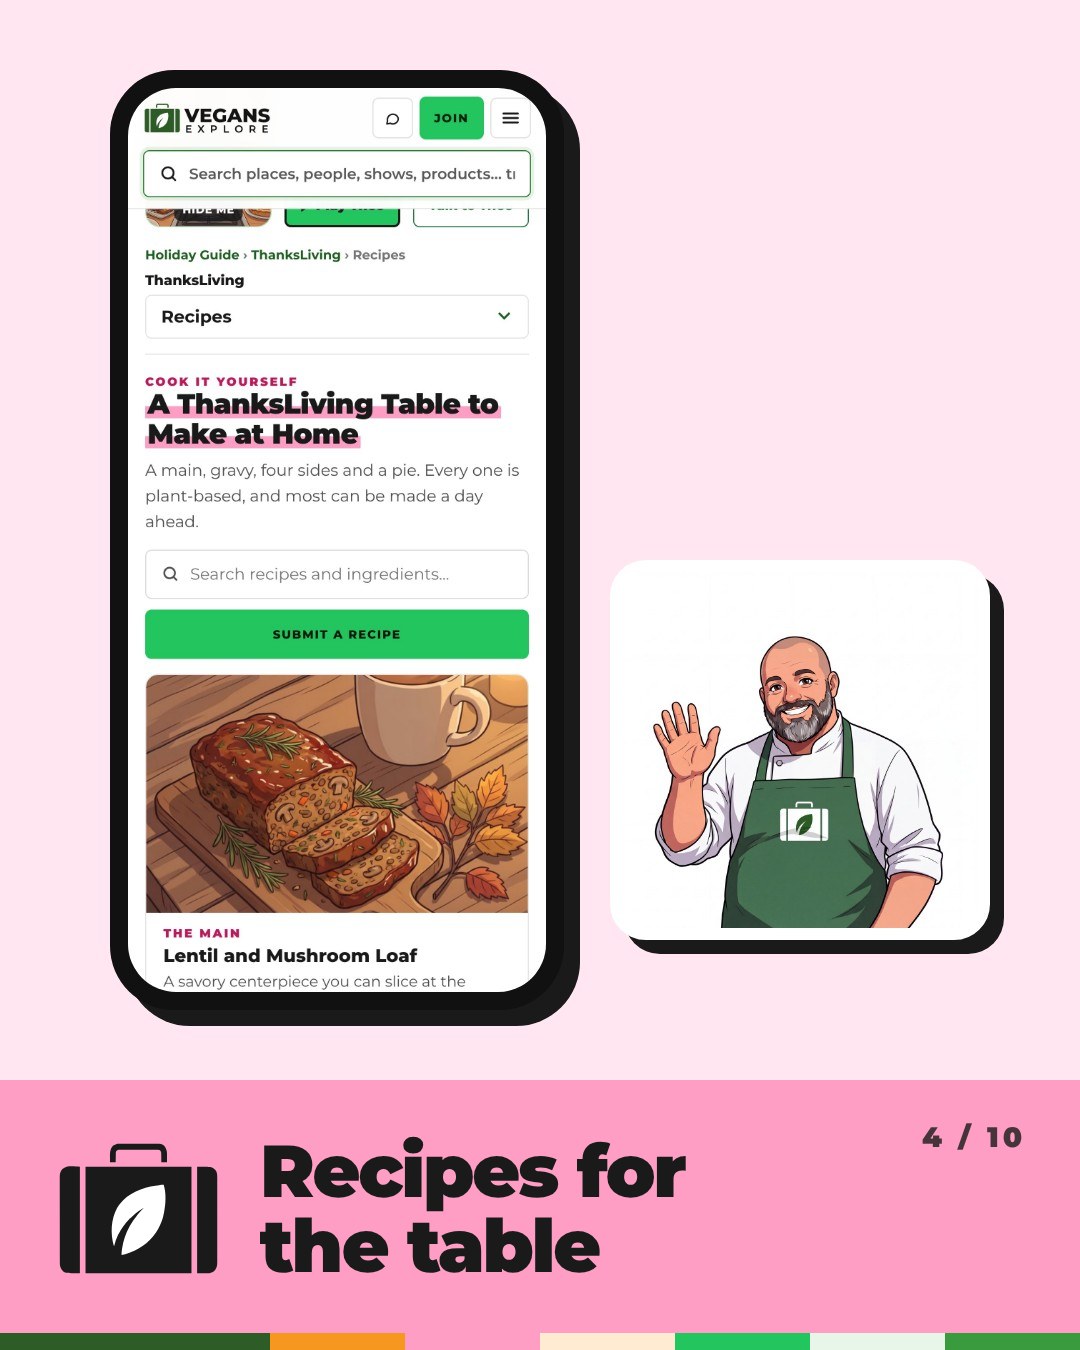 VEGANS
EXPLORE
JOIN
Search places, people, shows, products...
HIDE ME
Holiday Guide › ThanksLiving › Recipes
ThanksLiving
Recipes
COOK IT YOURSELF
A ThanksLiving Table to
Make at Home
A main, gravy, four sides and a pie. Every one is
plant-based, and most can be made a day
ahead.
Search recipes and ingredients...
SUBMIT A RECIPE
THE MAIN
Lentil and Mushroom Loaf
A savory centerpiece you can slice at the
4 / 10
Recipes for
the table